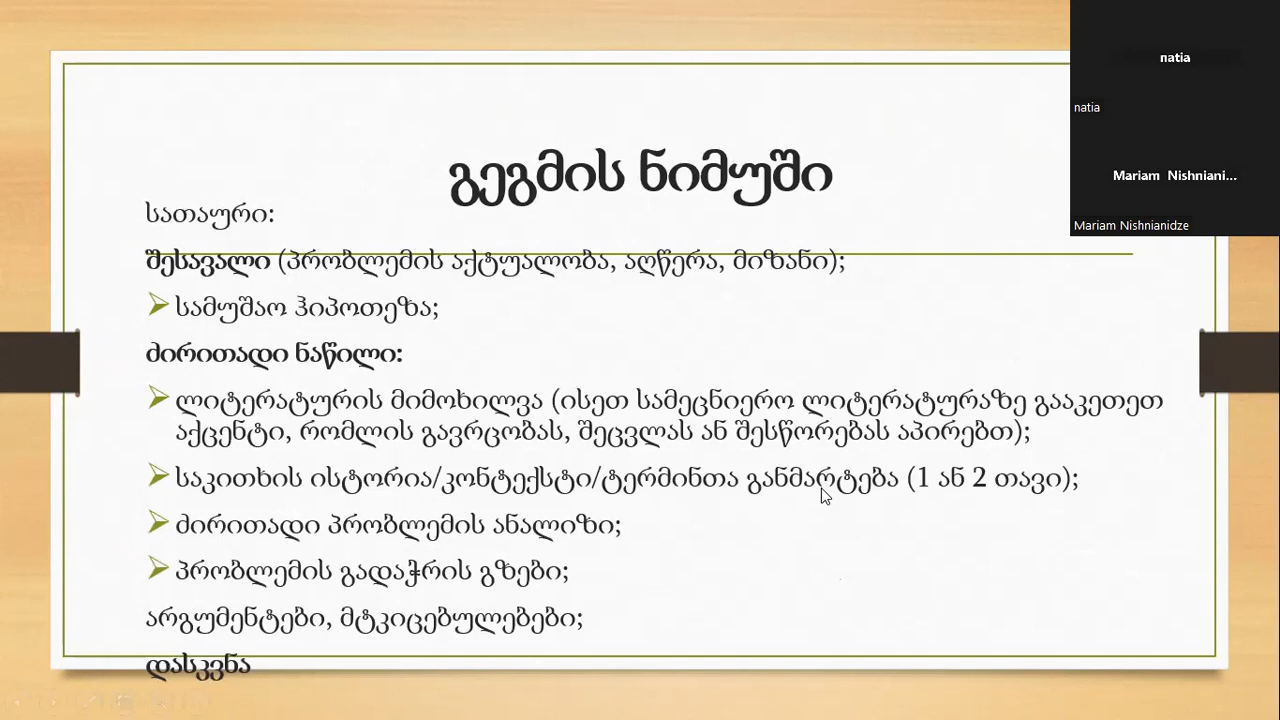 natia
natia
Mariam Nishniani...
Mariam Nishnianidze
გეგმის ნიმუში
სათაური:
შესავალი (პრობლემის აქტუალობა, აღწერა, მიზანი);
სამუშაო ჰიპოთეზა;
ძირითადი ნაწილი:
ლიტერატურის მიმოხილვა (ისეთ სამეცნიერო ლიტერატურაზე გააკეთეთ
აქცენტი, რომლის გავრცობას, შეცვლას ან შესწორებას აპირებთ);
საკითხის ისტორია/კონტექსტი/ტერმინთა განმარტება (1 ან 2 თავი);
ძირითადი პრობლემის ანალიზი;
პრობლემის გადაჭრის გზები;
არგუმენტები, მტკიცებულებები;
დასკვნა